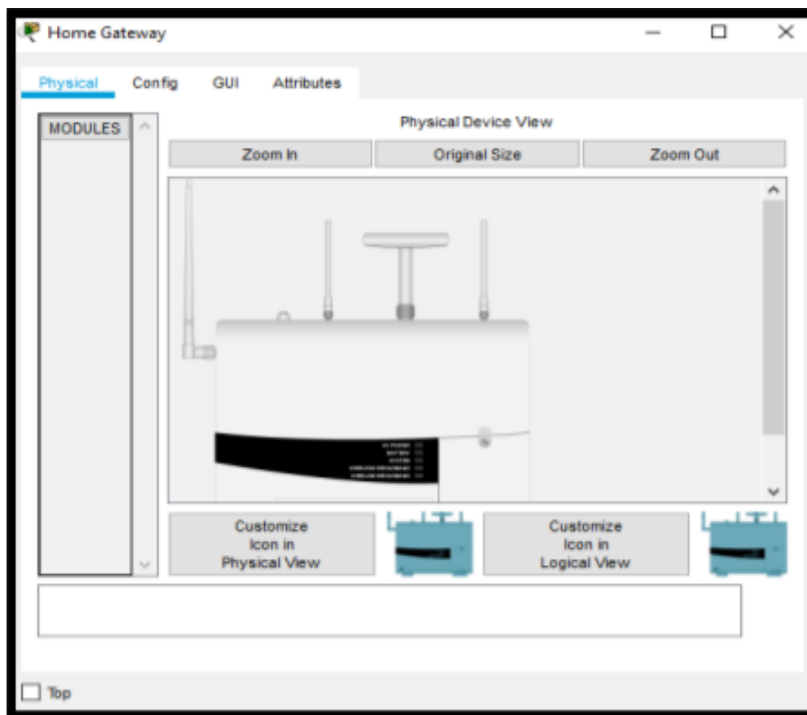 Home Gateway
Physical Config GUI Attributes
MODULES
Physical Device View
Zoom In Original Size Zoom Out
Customize
Icon in
Physical View
Customize
Icon in
Logical View
Top